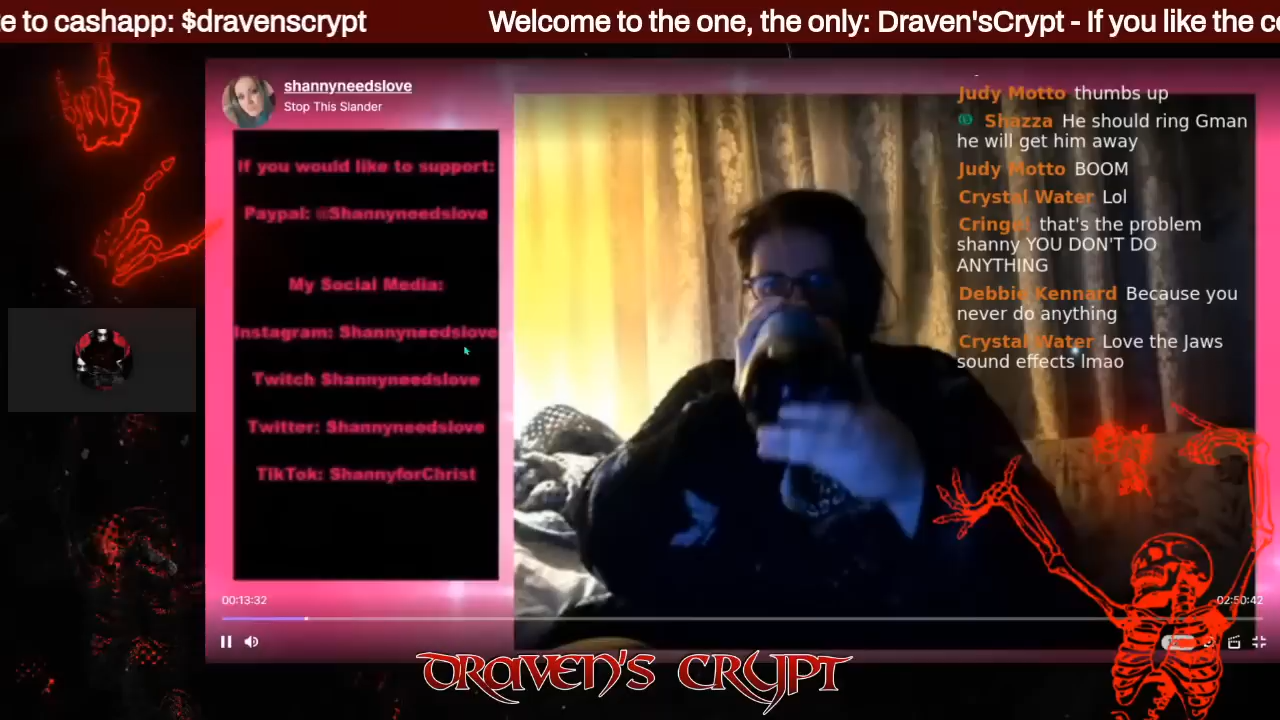 e to cashapp: $dravenscrypt
Welcome to the one, the only: Draven'sCrypt - If you like the co
shannyneedslove
Stop This Slander
If you would like to support:
Paypal: @Shannyneedslove
My Social Media:
Instagram: Shannyneedslove
Twitch Shannyneedslove
Twitter: Shannyneedslove
TikTok: ShannyforChrist
Judy Motto thumbs up
Shazza He should ring Gman
he will get him away
Judy Motto BOOM
Crystal Water Lol
Cringe! that's the problem
shanny YOU DON'T DO
ANYTHING
Debbie Kennard Because you
never do anything
Crystal Water Love the Jaws
sound effects lmao
00:13:32
02:50:42
DRAVEN'S CRYPT